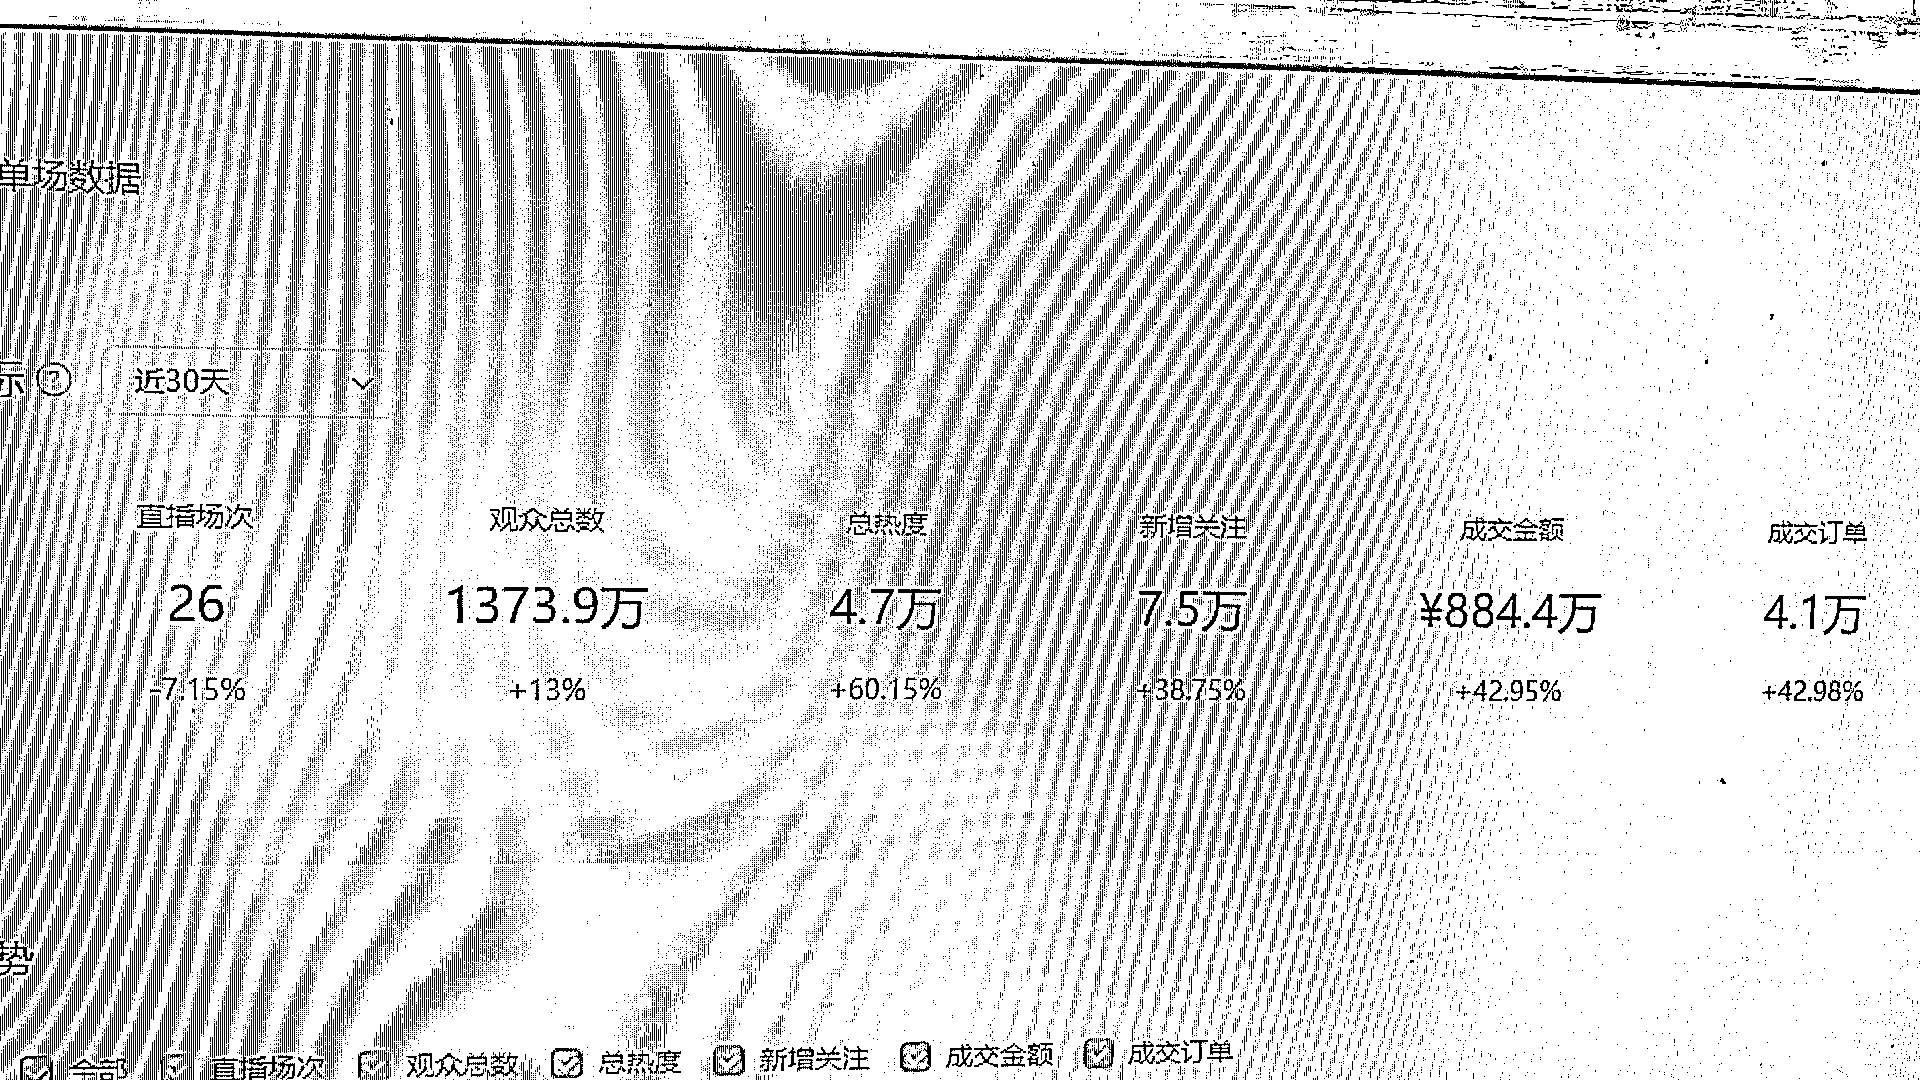 单场数据
示 近30天
直播场次 观众总数 总热度 新增关注 成交金额 成交订单
26 1373.9万 4.7万 7.5万 ¥884.4万 4.1万
-7.15% +13% +60.15% +38.75% +42.95% +42.98%
势
全部 直播场次 观众总数 总热度 新增关注 成交金额 成交订单